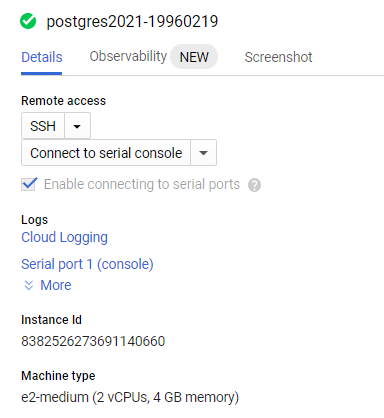 postgres2021-19960219
Details Observability NEW Screenshot
Remote access
SSH
Connect to serial console
Enable connecting to serial ports
Logs
Cloud Logging
Serial port 1 (console)
More
Instance Id
8382526273691140660
Machine type
e2-medium (2 vCPUs, 4 GB memory)